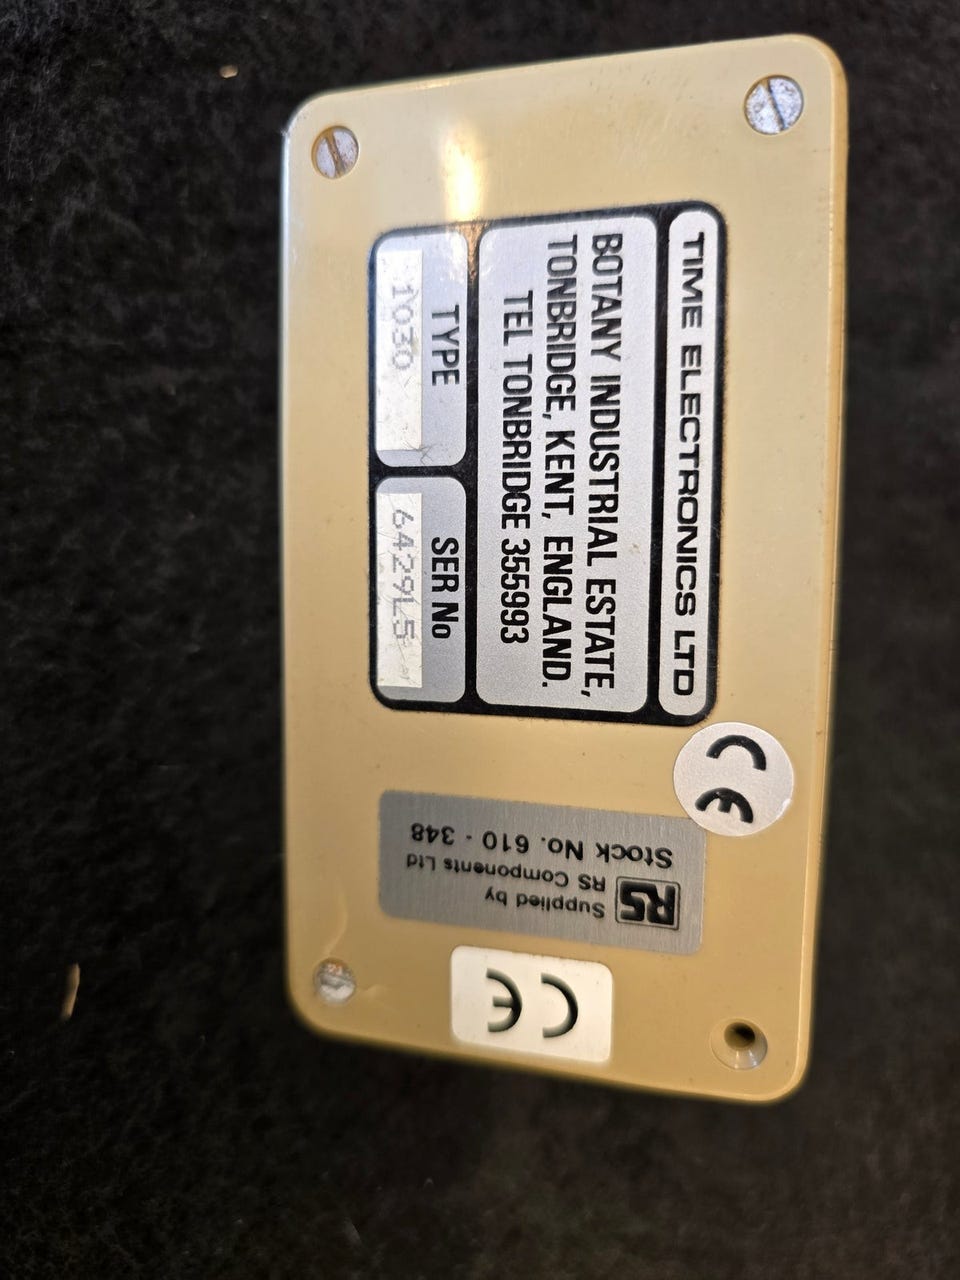 TIME ELECTRONICS LTD
BOTANY INDUSTRIAL ESTATE,
TONBRIDGE, KENT, ENGLAND.
TEL TONBRIDGE 355993
TYPE
1030
SER No
6429L5
CE
RS
Supplied by
RS Components Ltd
Stock No. 610 - 348
CE